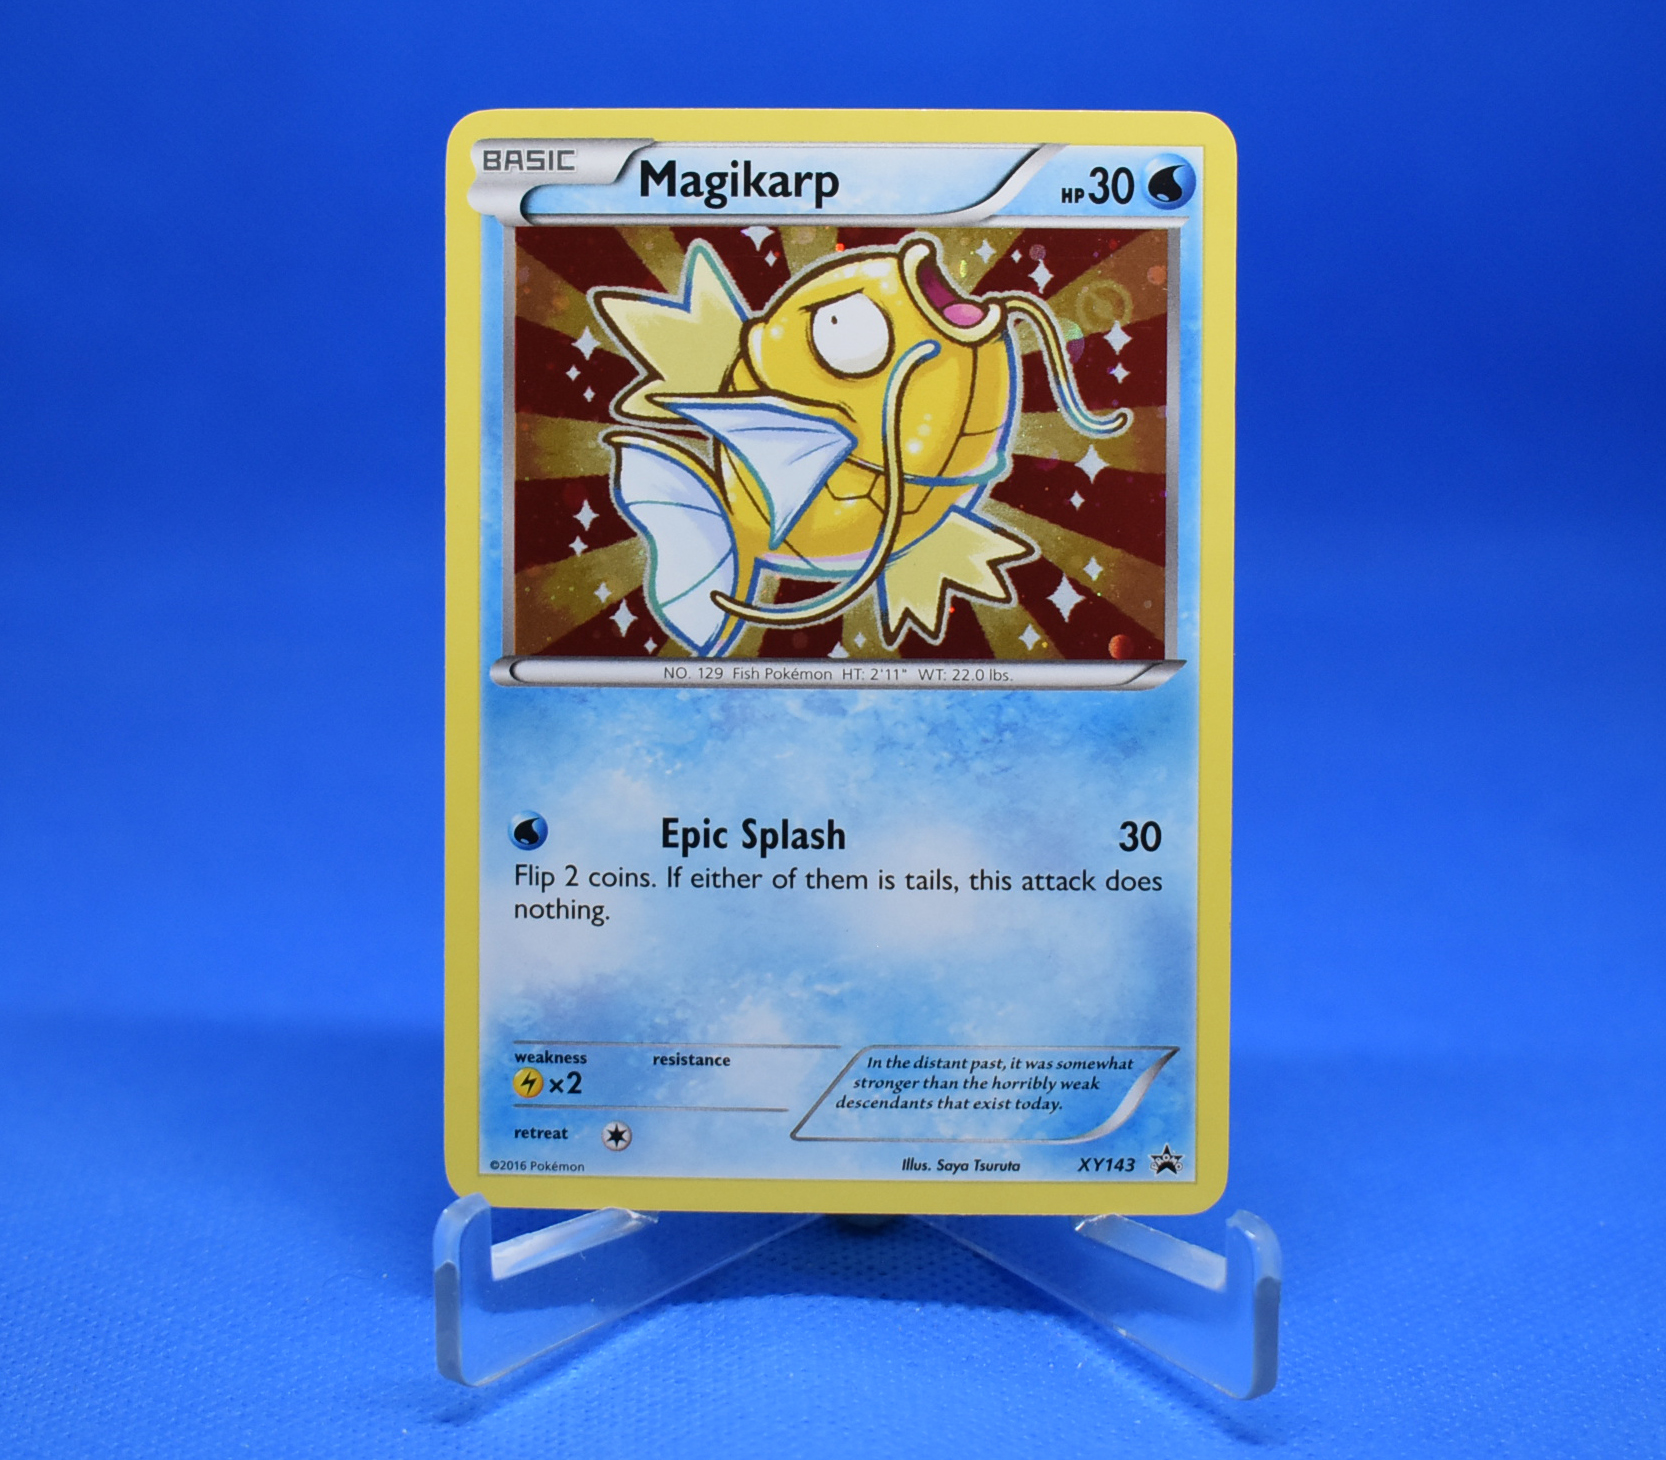 BASIC
Magikarp
HP 30
NO. 129 Fish Pokémon HT: 2'11" WT: 22.0 lbs.
Epic Splash 30
Flip 2 coins. If either of them is tails, this attack does
nothing.
weakness
×2
resistance
retreat
In the distant past, it was somewhat
stronger than the horribly weak
descendants that exist today.
©2016 Pokémon
Illus. Saya Tsuruta
XY143